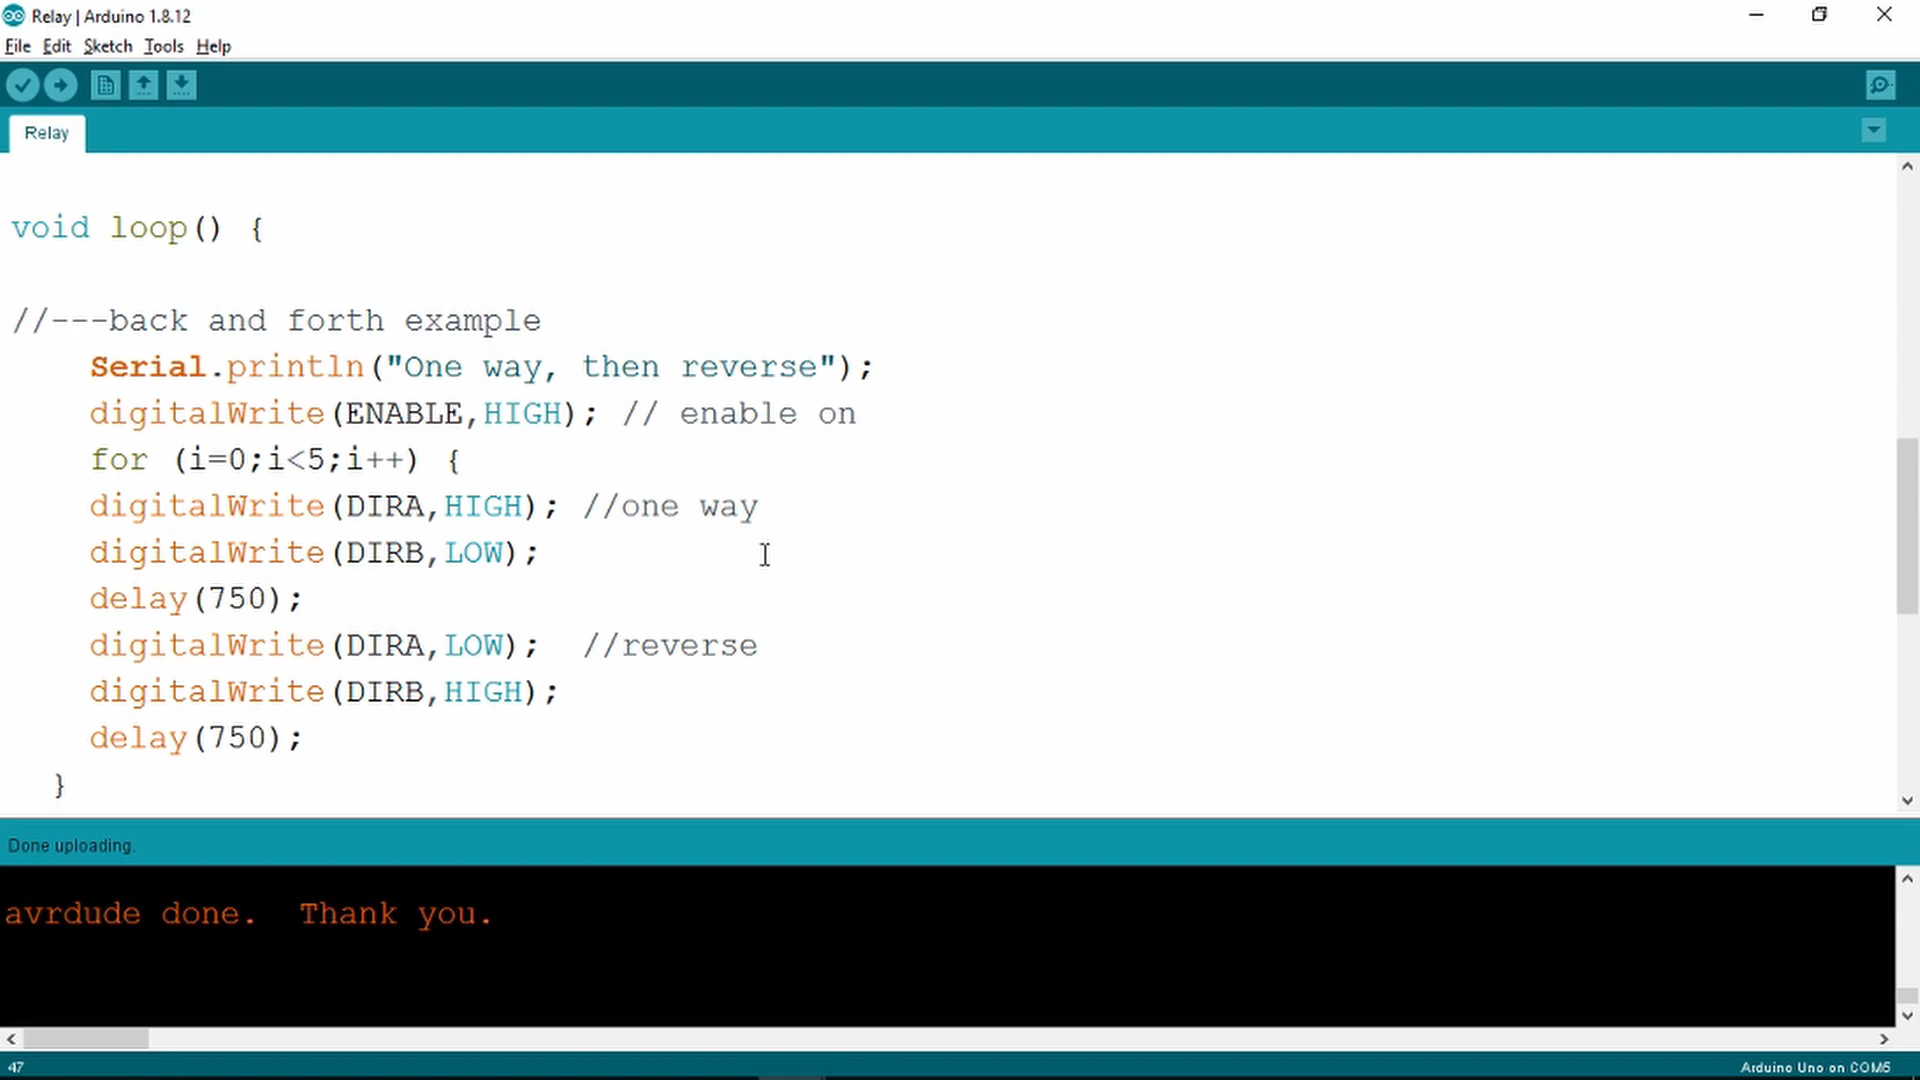 Relay | Arduino 1.8.12
File Edit Sketch Tools Help
Relay
void loop() {
//---back and forth example
Serial.println("One way, then reverse");
digitalWrite(ENABLE,HIGH); // enable on
for (i=0;i<5;i++) {
digitalWrite(DIRA,HIGH); //one way
digitalWrite(DIRB,LOW);
delay(750);
digitalWrite(DIRA,LOW);  //reverse
digitalWrite(DIRB,HIGH);
delay(750);
}
Done uploading.
avrdude done.  Thank you.
47
Arduino Uno on COM5